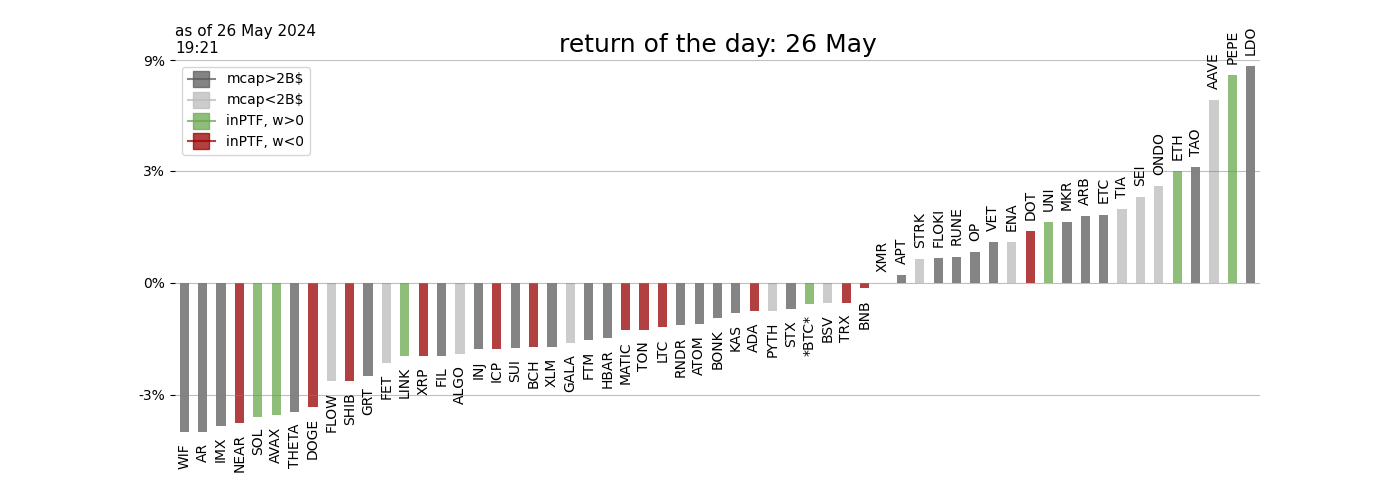 as of 26 May 2024
19:21
return of the day: 26 May
9%
3%
0%
-3%
mcap>2B$
mcap<2B$
inPTF, w>0
inPTF, w<0
WIF
AR
IMX
NEAR
SOL
AVAX
THETA
DOGE
FLOW
SHIB
GRT
FET
LINK
XRP
FIL
ALGO
INJ
ICP
SUI
BCH
XLM
GALA
FTM
HBAR
MATIC
TON
LTC
RNDR
ATOM
BONK
KAS
ADA
PYTH
STX
*BTC*
BSV
TRX
BNB
XMR
APT
STRK
FLOKI
RUNE
OP
VET
ENA
DOT
UNI
MKR
ARB
ETC
TIA
SEI
ONDO
ETH
TAO
AAVE
PEPE
LDO